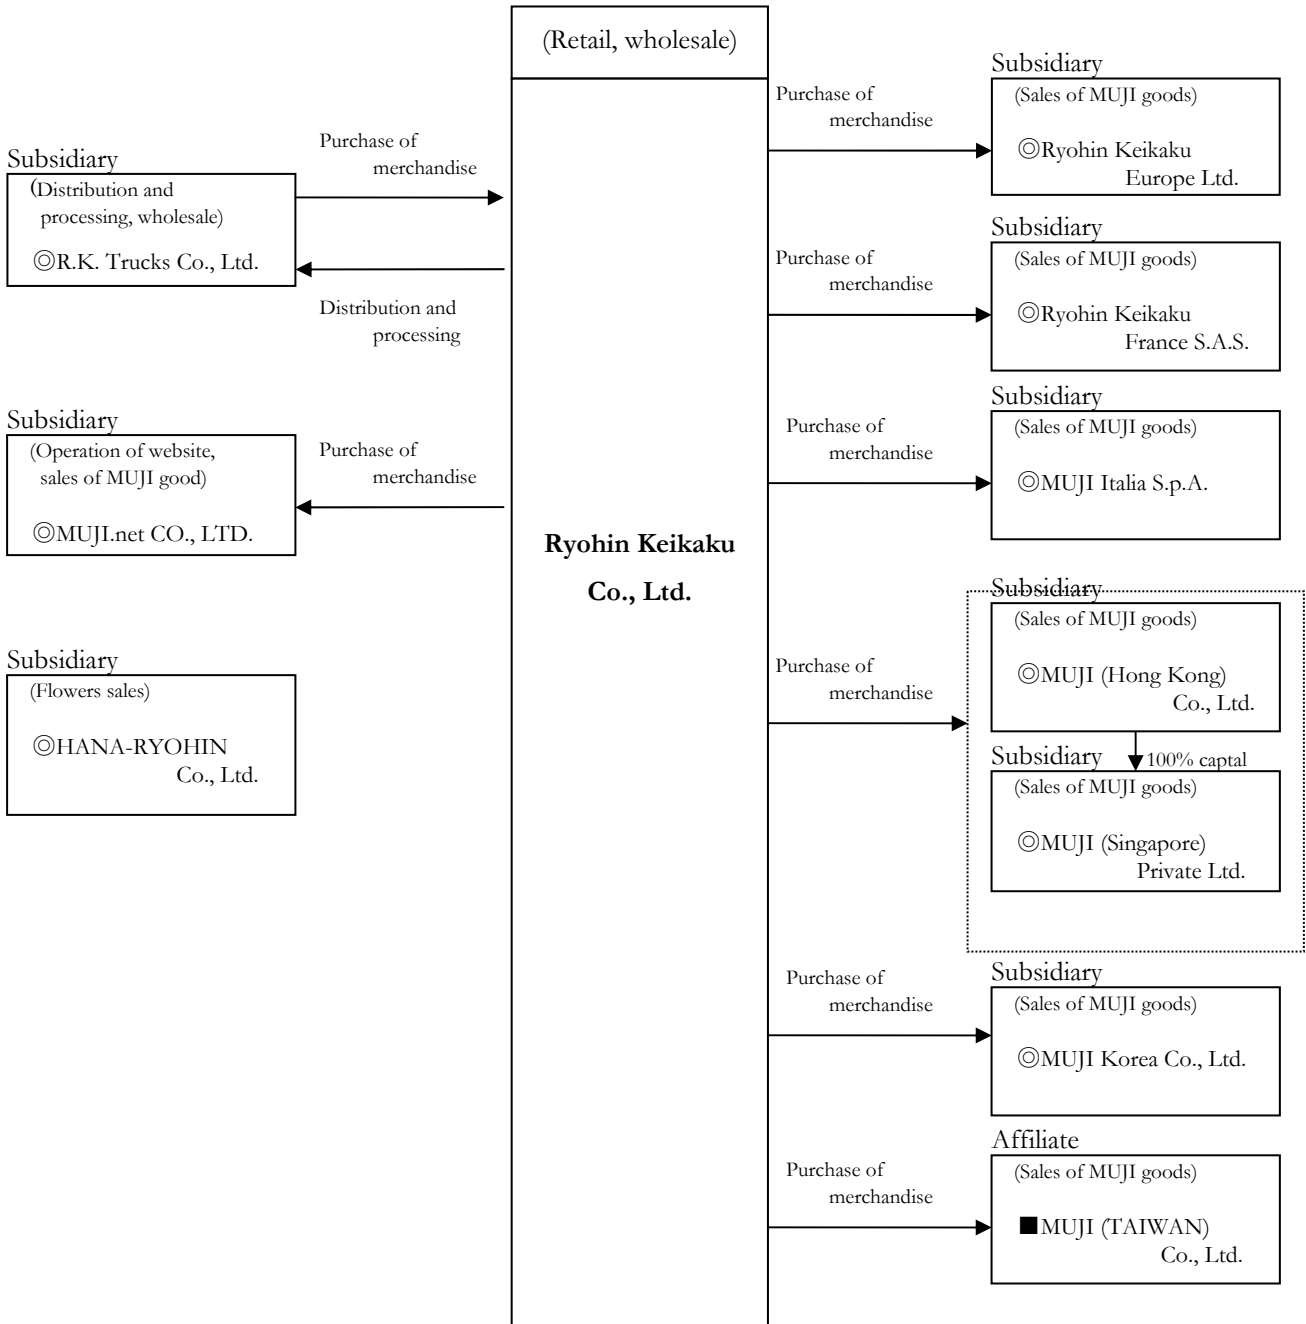 (Retail, wholesale)
Ryohin Keikaku
Co., Ltd.
Subsidiary
(Distribution and
processing, wholesale)
◎R.K. Trucks Co., Ltd.
Purchase of
merchandise
Distribution and
processing
Subsidiary
(Operation of website,
sales of MUJI good)
◎MUJI.net CO., LTD.
Purchase of
merchandise
Subsidiary
(Flowers sales)
◎HANA-RYOHIN
Co., Ltd.
Purchase of
merchandise
Subsidiary
(Sales of MUJI goods)
◎Ryohin Keikaku
Europe Ltd.
Purchase of
merchandise
Subsidiary
(Sales of MUJI goods)
◎Ryohin Keikaku
France S.A.S.
Purchase of
merchandise
Subsidiary
(Sales of MUJI goods)
◎MUJI Italia S.p.A.
Purchase of
merchandise
Subsidiary
(Sales of MUJI goods)
◎MUJI (Hong Kong)
Co., Ltd.
100% captal
Subsidiary
(Sales of MUJI goods)
◎MUJI (Singapore)
Private Ltd.
Purchase of
merchandise
Subsidiary
(Sales of MUJI goods)
◎MUJI Korea Co., Ltd.
Purchase of
merchandise
Affiliate
(Sales of MUJI goods)
■MUJI (TAIWAN)
Co., Ltd.